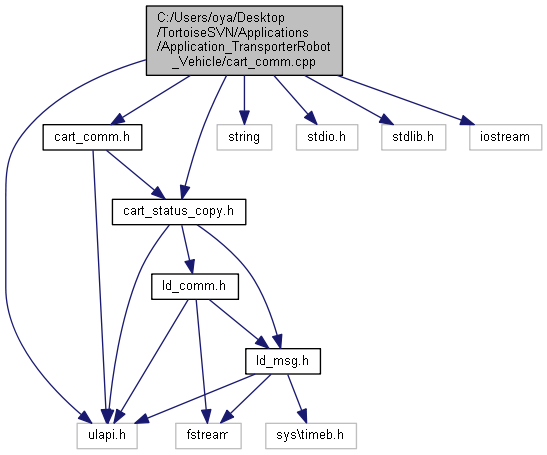 C:/Users/oya/Desktop
/TortoiseSVN/Applications
/Application_TransporterRobot
_Vehicle/cart_comm.cpp
cart_comm.h
string
stdio.h
stdlib.h
iostream
cart_status_copy.h
ld_comm.h
ld_msg.h
ulapi.h
fstream
sys\timeb.h